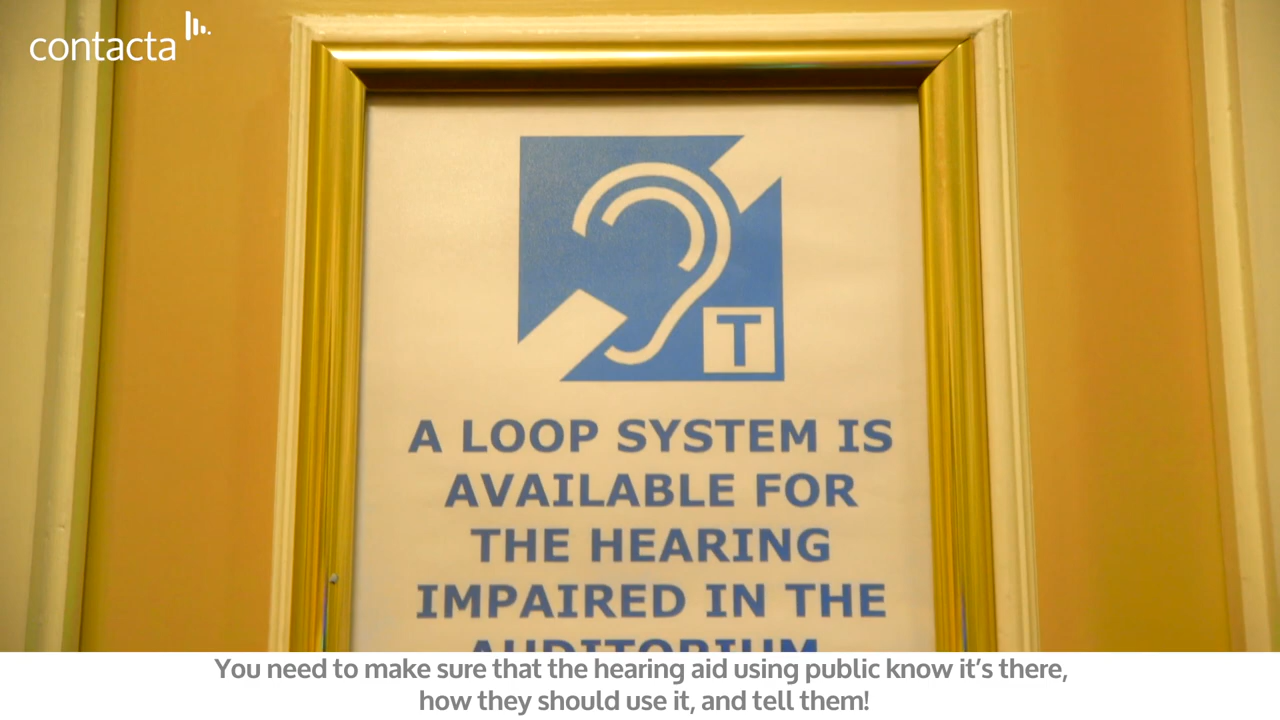 contacta
T
A LOOP SYSTEM IS
AVAILABLE FOR
THE HEARING
IMPAIRED IN THE
AUDITORIUM
You need to make sure that the hearing aid using public know it's there,
how they should use it, and tell them!